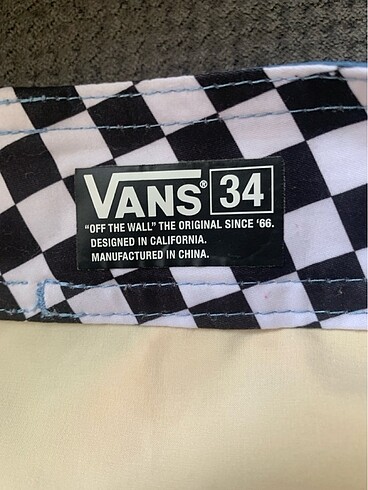 VANS® 34
"OFF THE WALL" THE ORIGINAL SINCE '66.
DESIGNED IN CALIFORNIA.
MANUFACTURED IN CHINA.